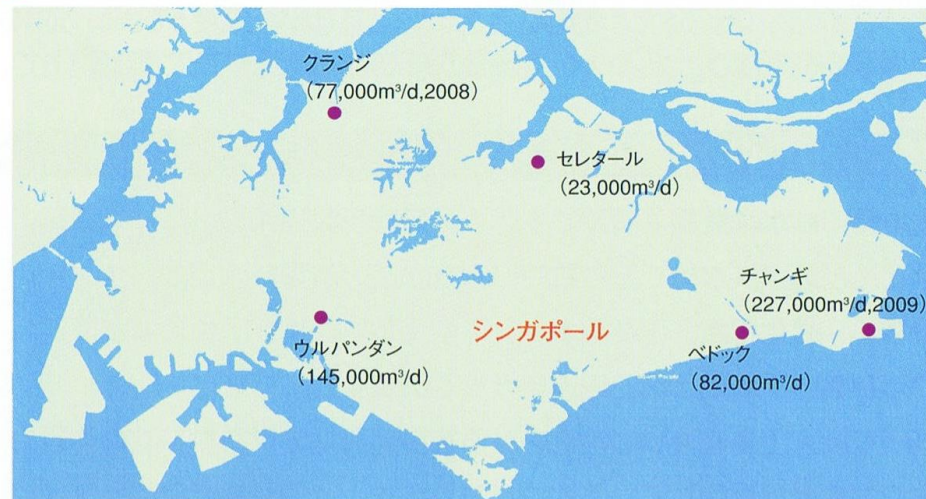 クランジ
（77,000m³/d,2008）
セレタール
（23,000m³/d）
チャンギ
（227,000m³/d,2009）
シンガポール
ウルパンダン
（145,000m³/d）
ベドック
（82,000m³/d）